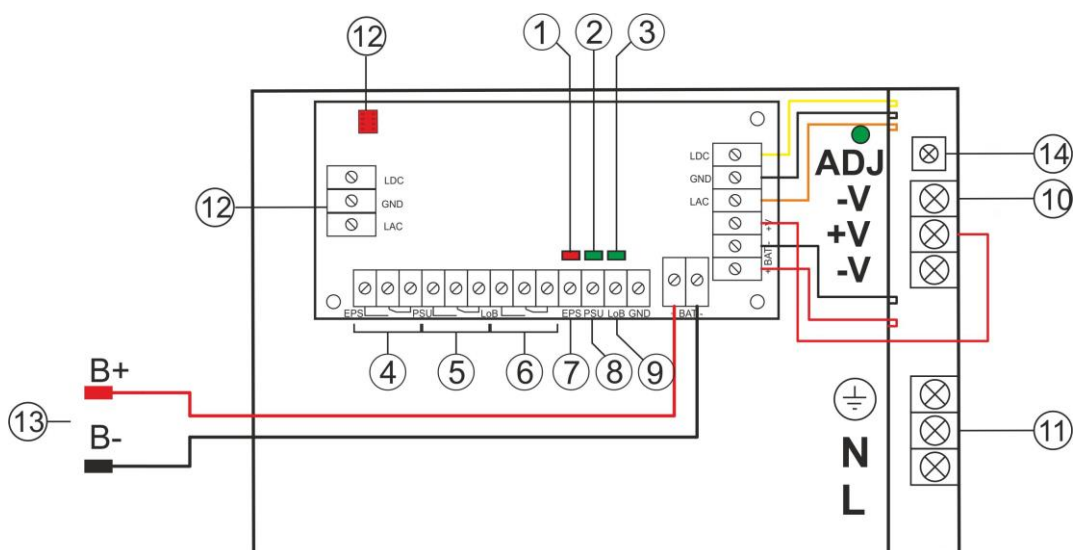 1 2 3
12
LDC
GND
LAC
12
LDC
GND
LAC
+V
- BAT +
ADJ
-V
+V
-V
14
10
EPS PSU LoB EPS PSU LoB GND + BAT -
4 5 6 7 8 9
B+
B-
13
N
L
11